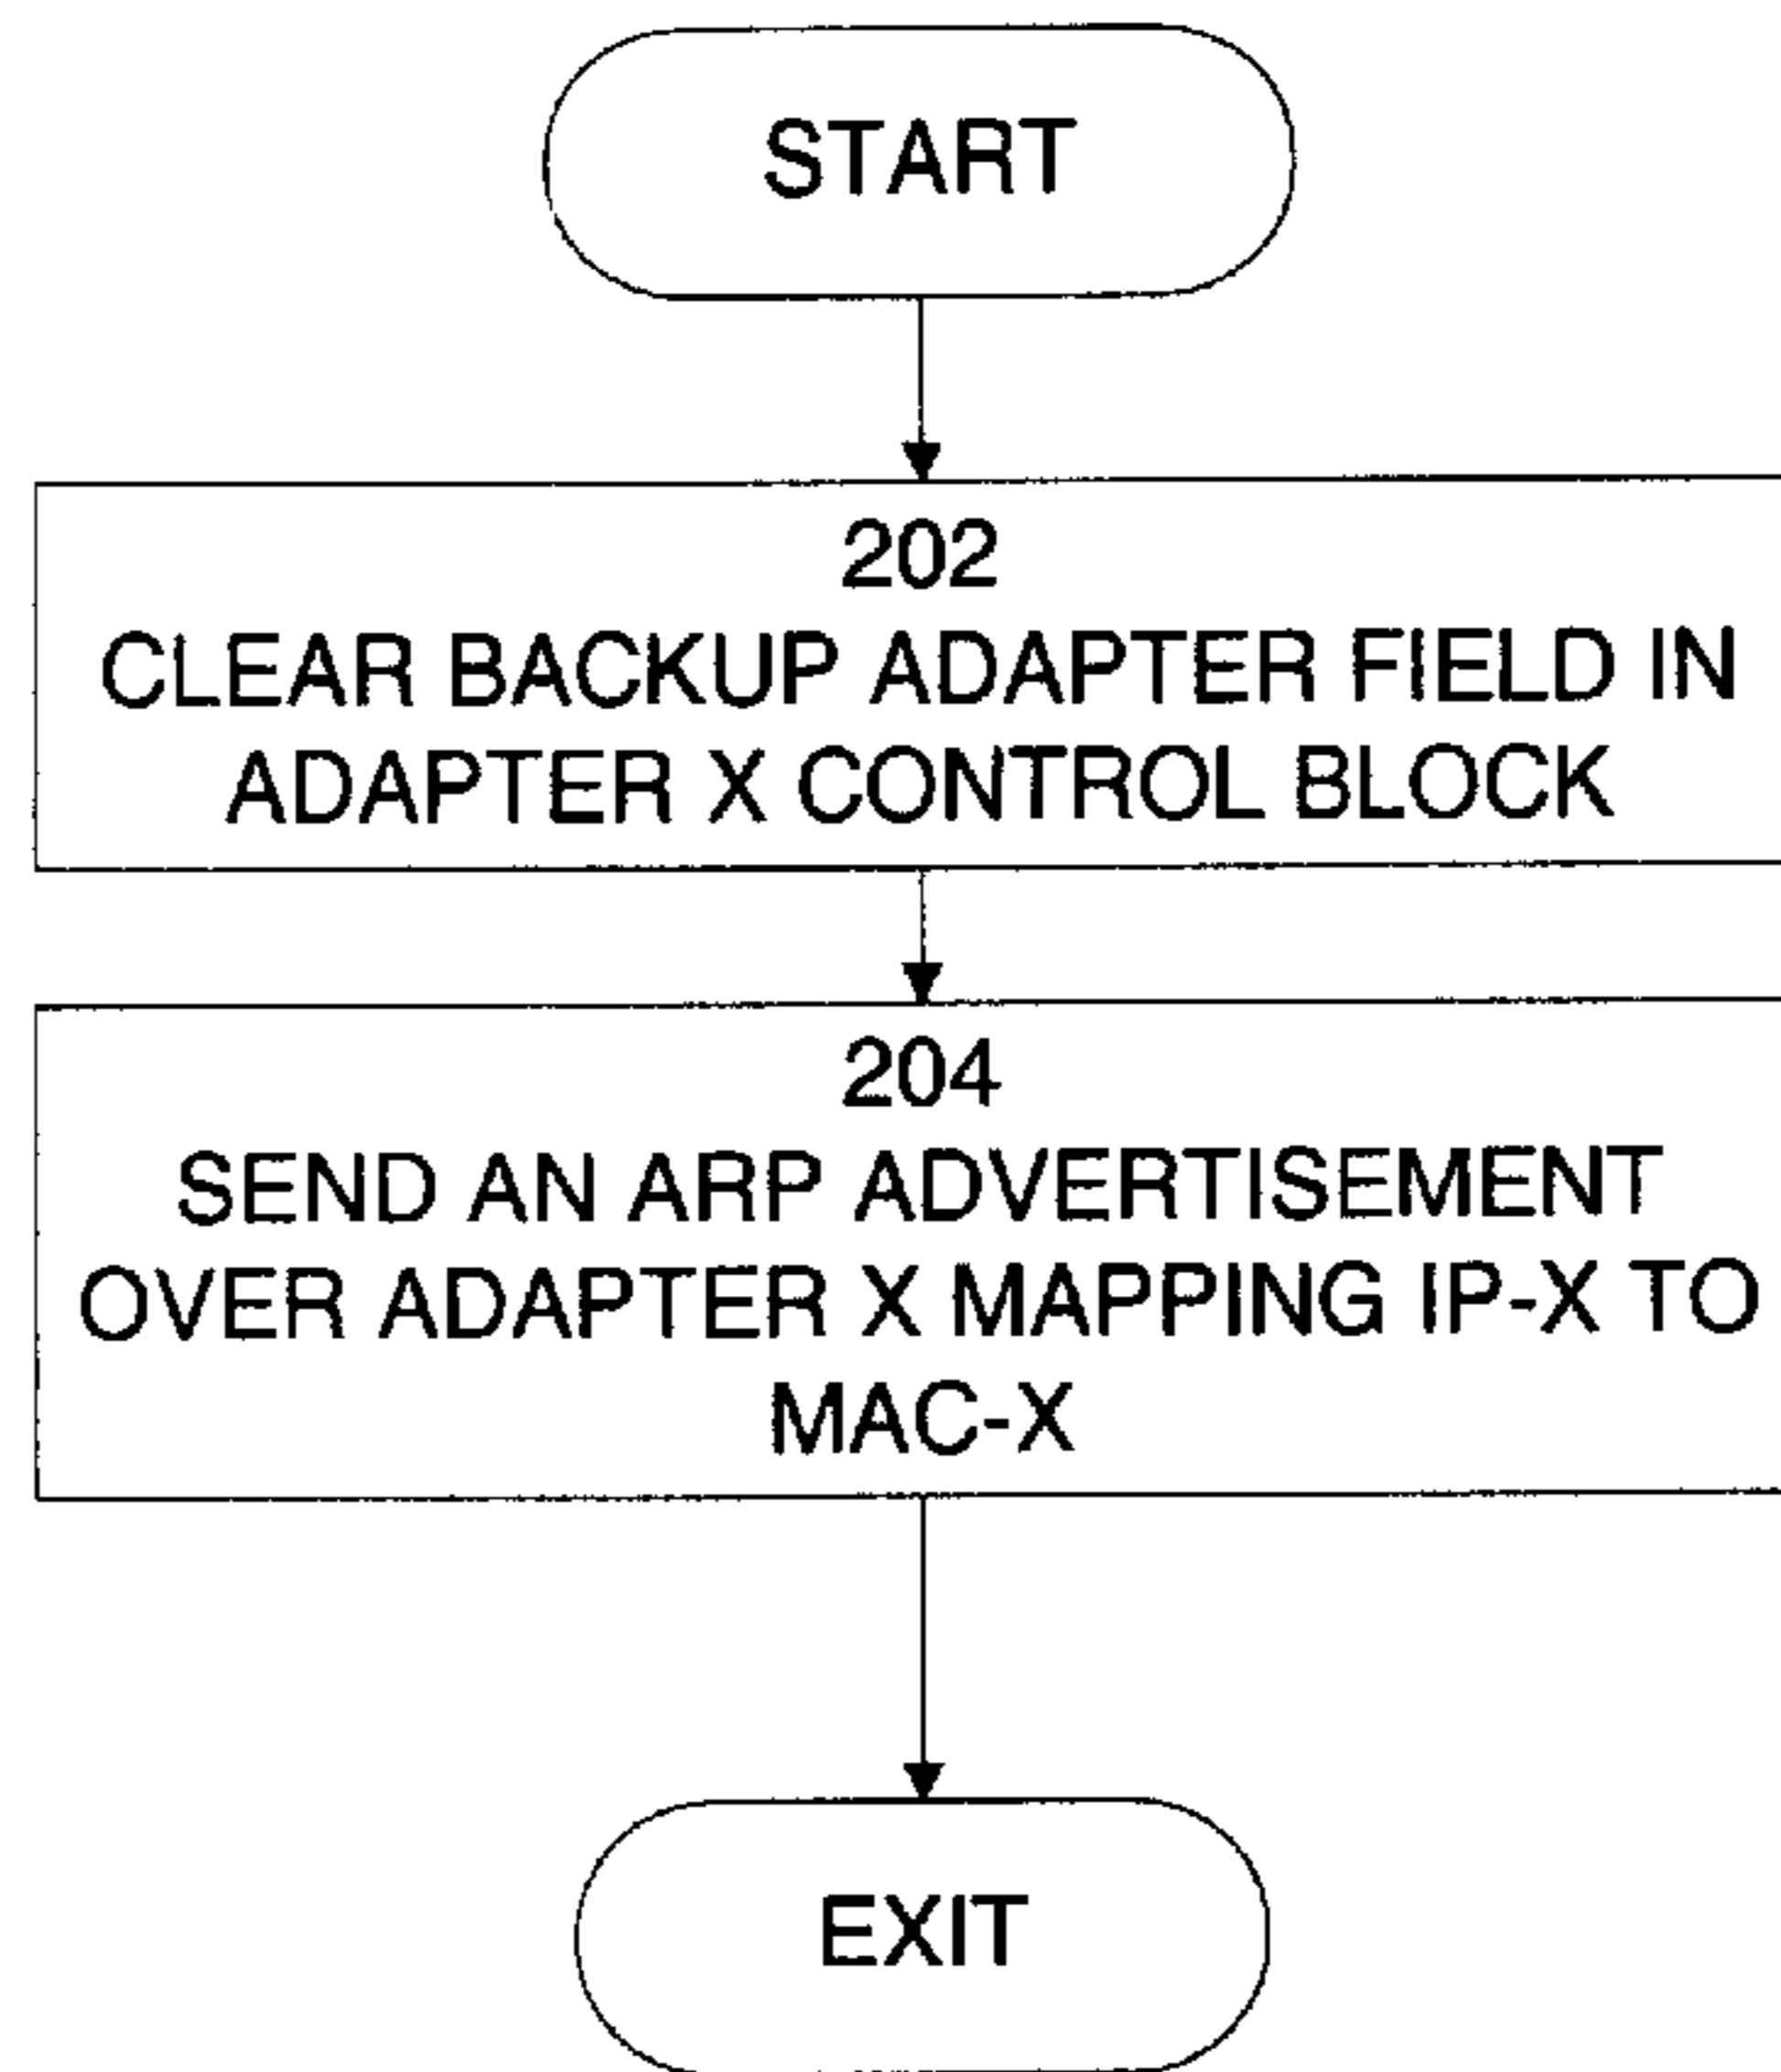 START
202
CLEAR BACKUP ADAPTER FIELD IN
ADAPTER X CONTROL BLOCK
204
SEND AN ARP ADVERTISEMENT
OVER ADAPTER X MAPPING IP-X TO
MAC-X
EXIT